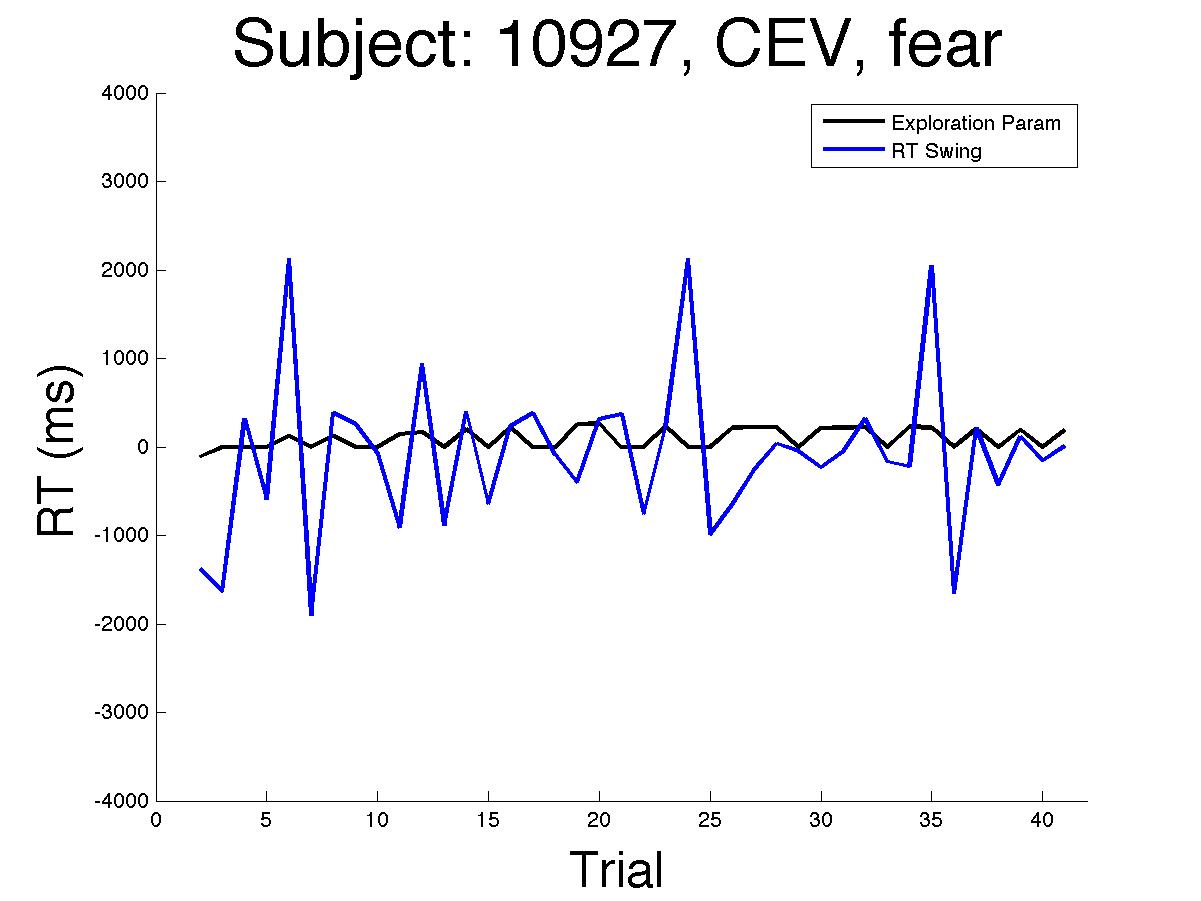 Subject: 10927, CEV, fear
4000
3000
2000
1000
0
-1000
-2000
-3000
-4000
RT (ms)
Exploration Param
RT Swing
0 5 10 15 20 25 30 35 40
Trial